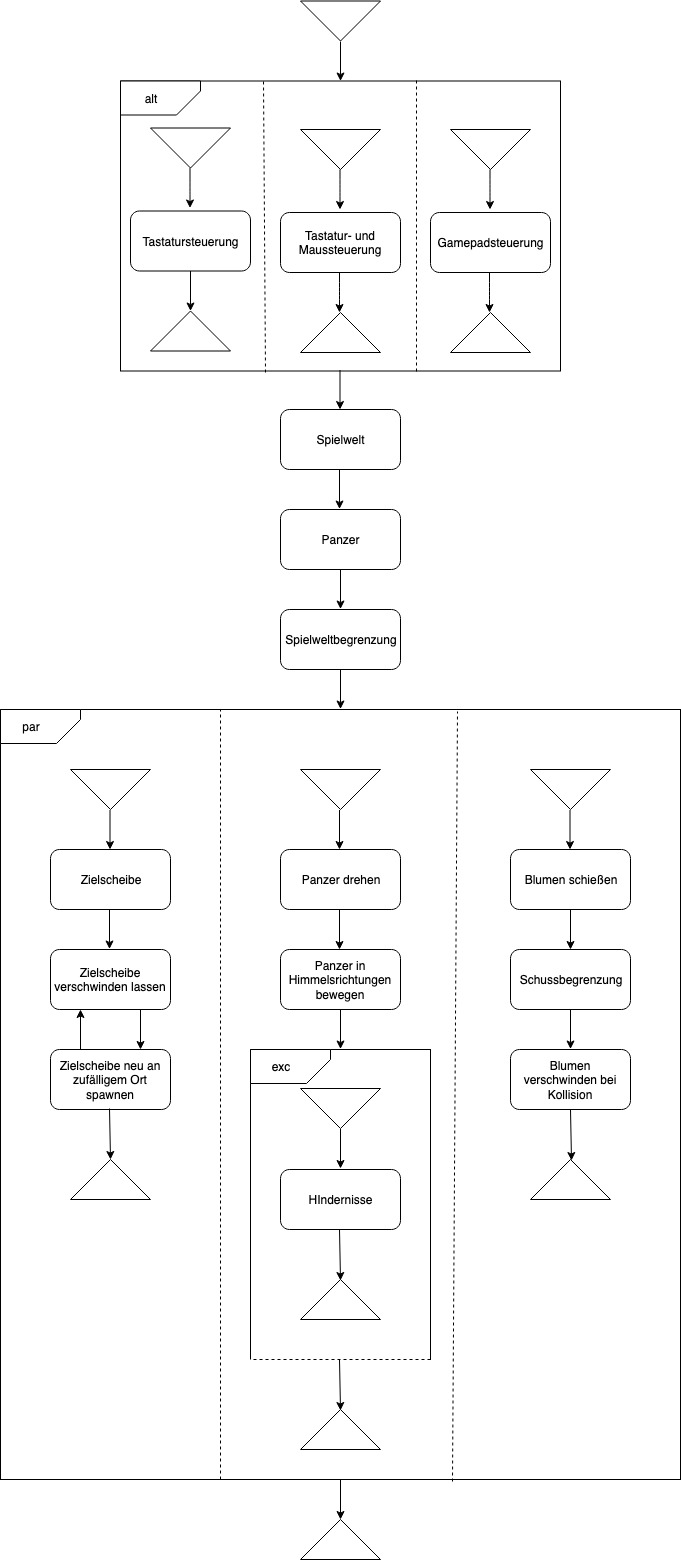 alt
Tastatursteuerung
Tastatur- und
Maussteuerung
Gamepadsteuerung
Spielwelt
Panzer
Spielweltbegrenzung
par
Zielscheibe
Zielscheibe
verschwinden lassen
Zielscheibe neu an
zufälligem Ort
spawnen
Panzer drehen
Panzer in
Himmelsrichtungen
bewegen
exc
HIndernisse
Blumen schießen
Schussbegrenzung
Blumen
verschwinden bei
Kollision